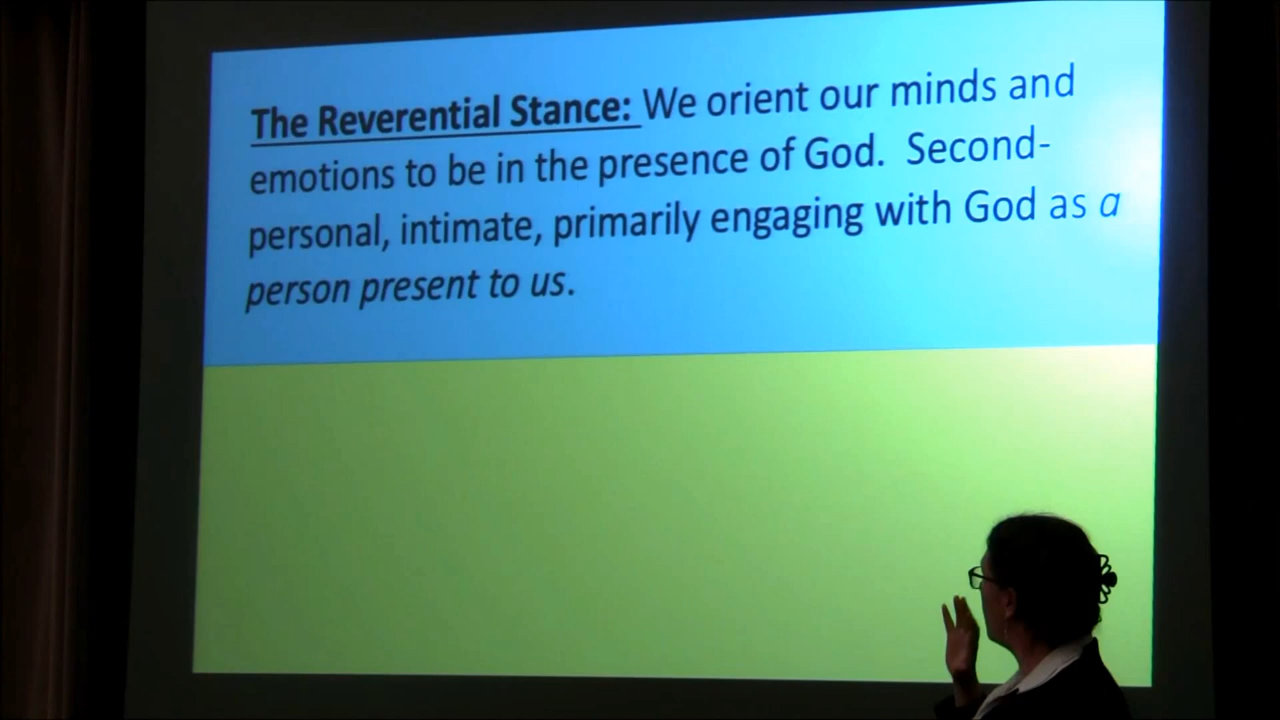 The Reverential Stance: We orient our minds and
emotions to be in the presence of God. Second-
personal, intimate, primarily engaging with God as a
person present to us.